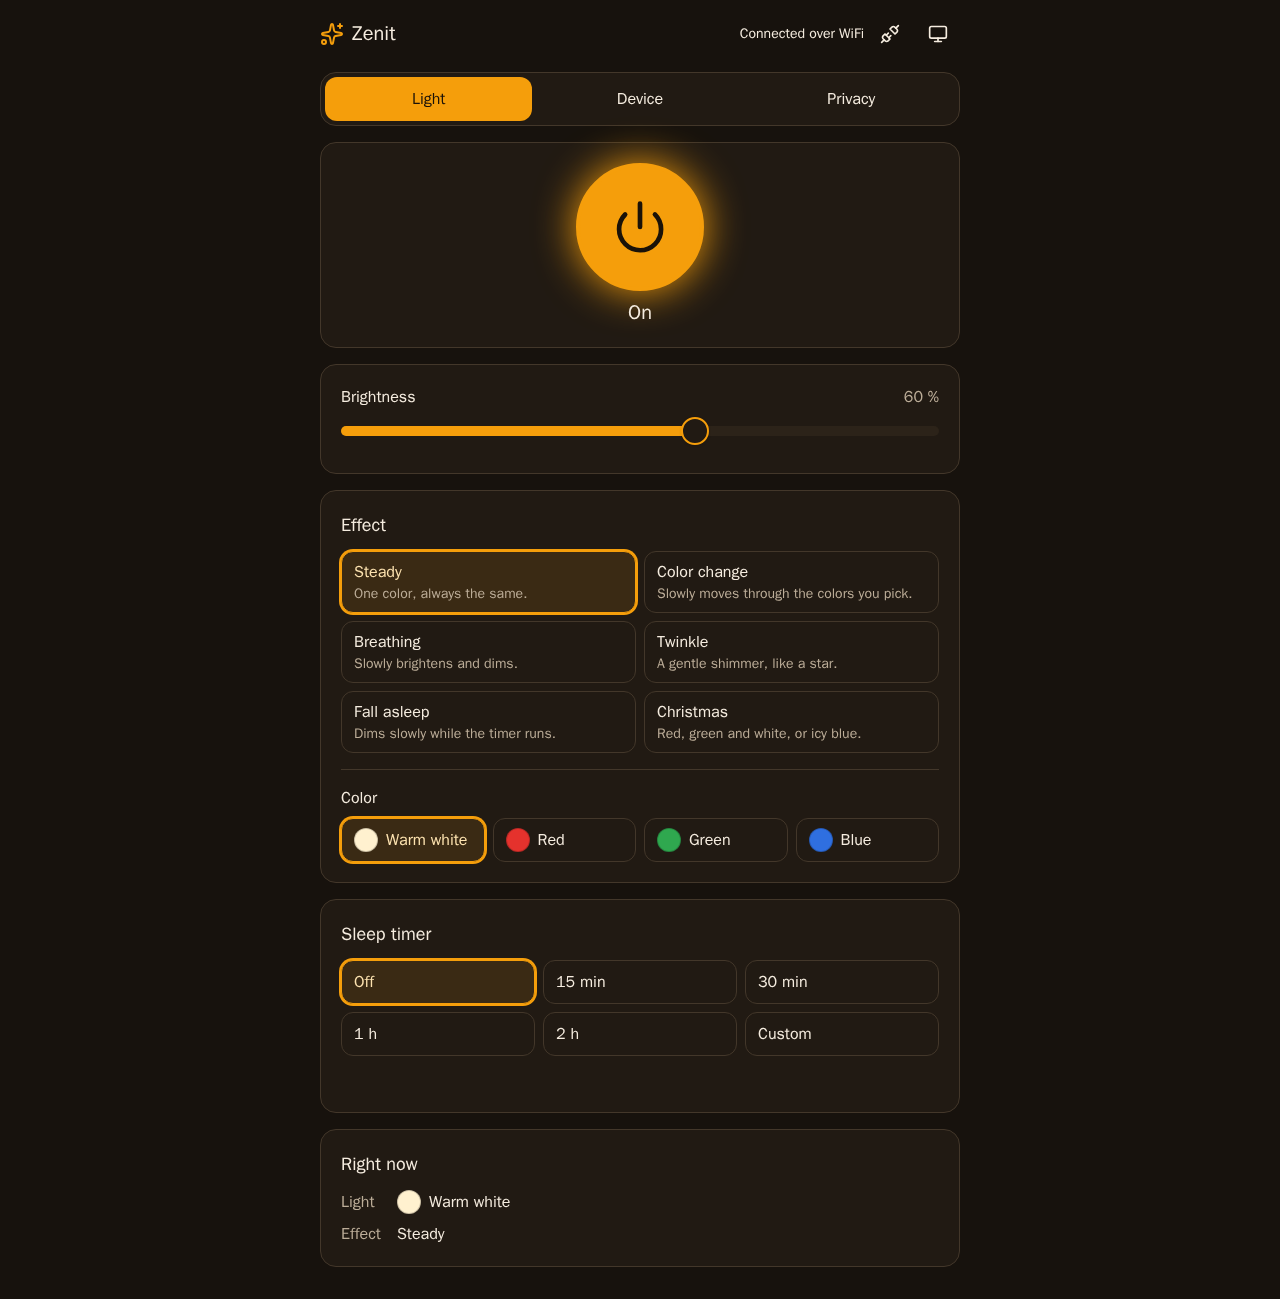 Zenit
Connected over WiFi
Light
Device
Privacy
On
Brightness
60 %
Effect
Steady
One color, always the same.
Color change
Slowly moves through the colors you pick.
Breathing
Slowly brightens and dims.
Twinkle
A gentle shimmer, like a star.
Fall asleep
Dims slowly while the timer runs.
Christmas
Red, green and white, or icy blue.
Color
Warm white
Red
Green
Blue
Sleep timer
Off
15 min
30 min
1 h
2 h
Custom
Right now
Light Warm white
Effect Steady